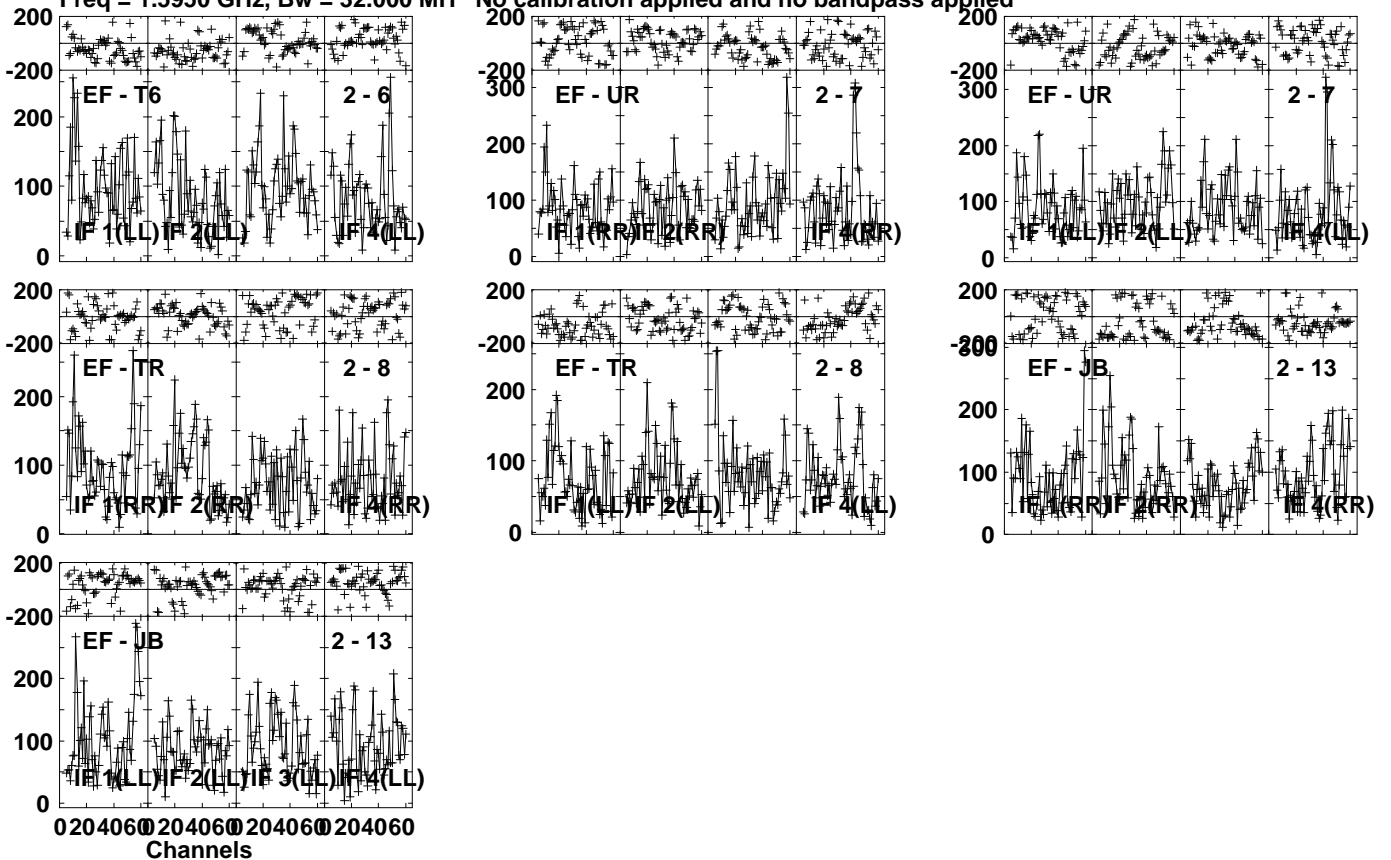 Freq = 1.5950 GHz, Bw = 32.000 MH No calibration applied and no bandpass applied
200 200 200
-200 -200 -200
EF - T6 2 - 6 EF - UR 2 - 7 EF - UR 2 - 7
300 300
200 200 200
100 100 100
IF 1(LL) IF 2(LL) IF 4(LL) IF 1(RR) IF 2(RR) IF 4(RR) IF 1(LL) IF 2(LL) IF 4(LL)
0 0 0
200 200 200
-200 -200 -200
300
EF - TR 2 - 8 EF - TR 2 - 8 EF - JB 2 - 13
200 200 200
100 100 100
IF 1(RR) IF 2(RR) IF 4(RR) IF 1(LL) IF 2(LL) IF 4(LL) IF 1(RR) IF 2(RR) IF 4(RR)
0 0 0
200
-200
EF - JB 2 - 13
200
100
IF 1(LL) IF 2(LL) IF 3(LL) IF 4(LL)
0
0 20 40 60 0 20 40 60 0 20 40 60 0 20 40 60
Channels